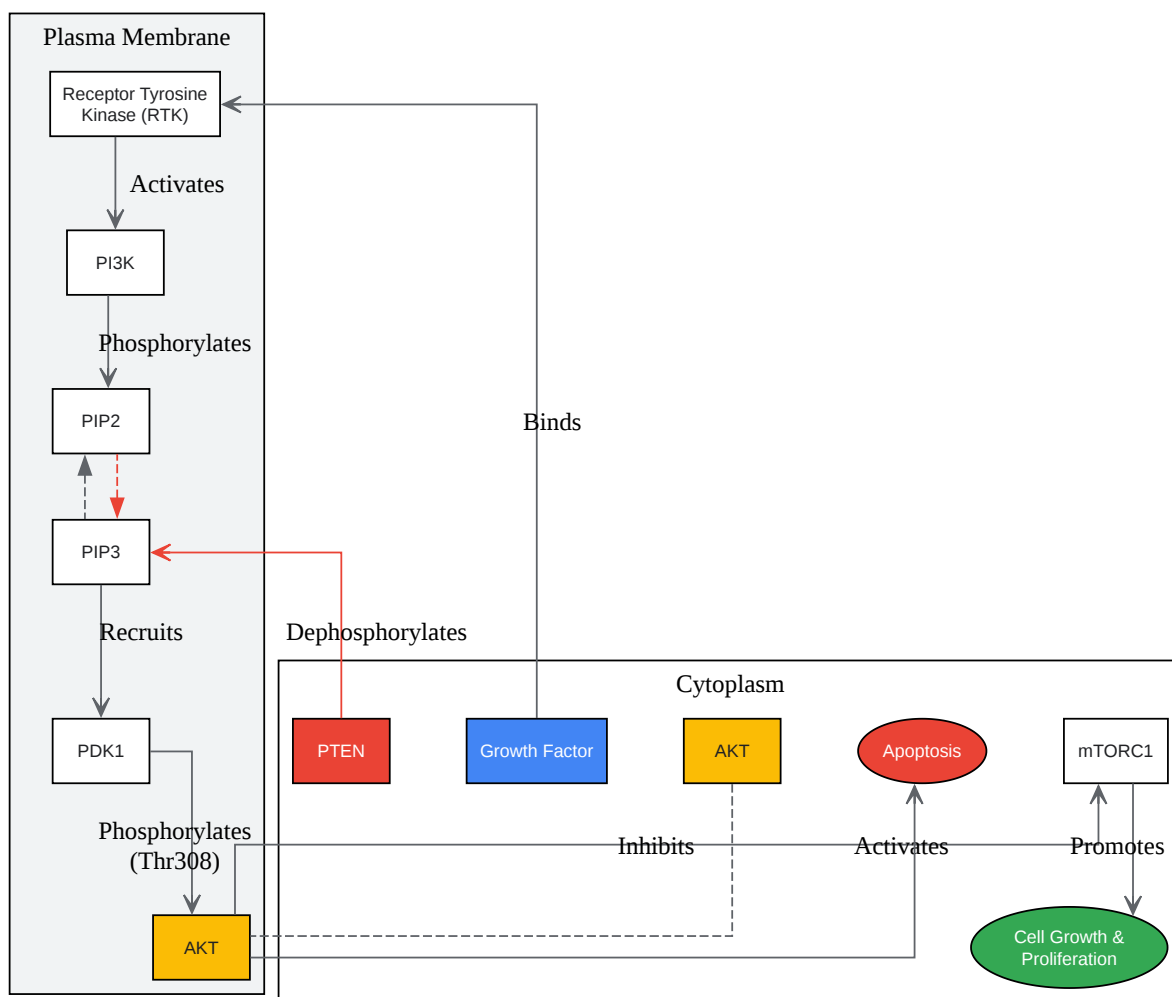 Plasma Membrane
Receptor Tyrosine
Kinase (RTK)
Activates
PI3K
Phosphorylates
PIP2
Binds
PIP3
Recruits
Dephosphorylates
Cytoplasm
PDK1
PTEN
Growth Factor
AKT
Apoptosis
mTORC1
Phosphorylates
(Thr308)
Inhibits
Activates
Promotes
AKT
Cell Growth &
Proliferation